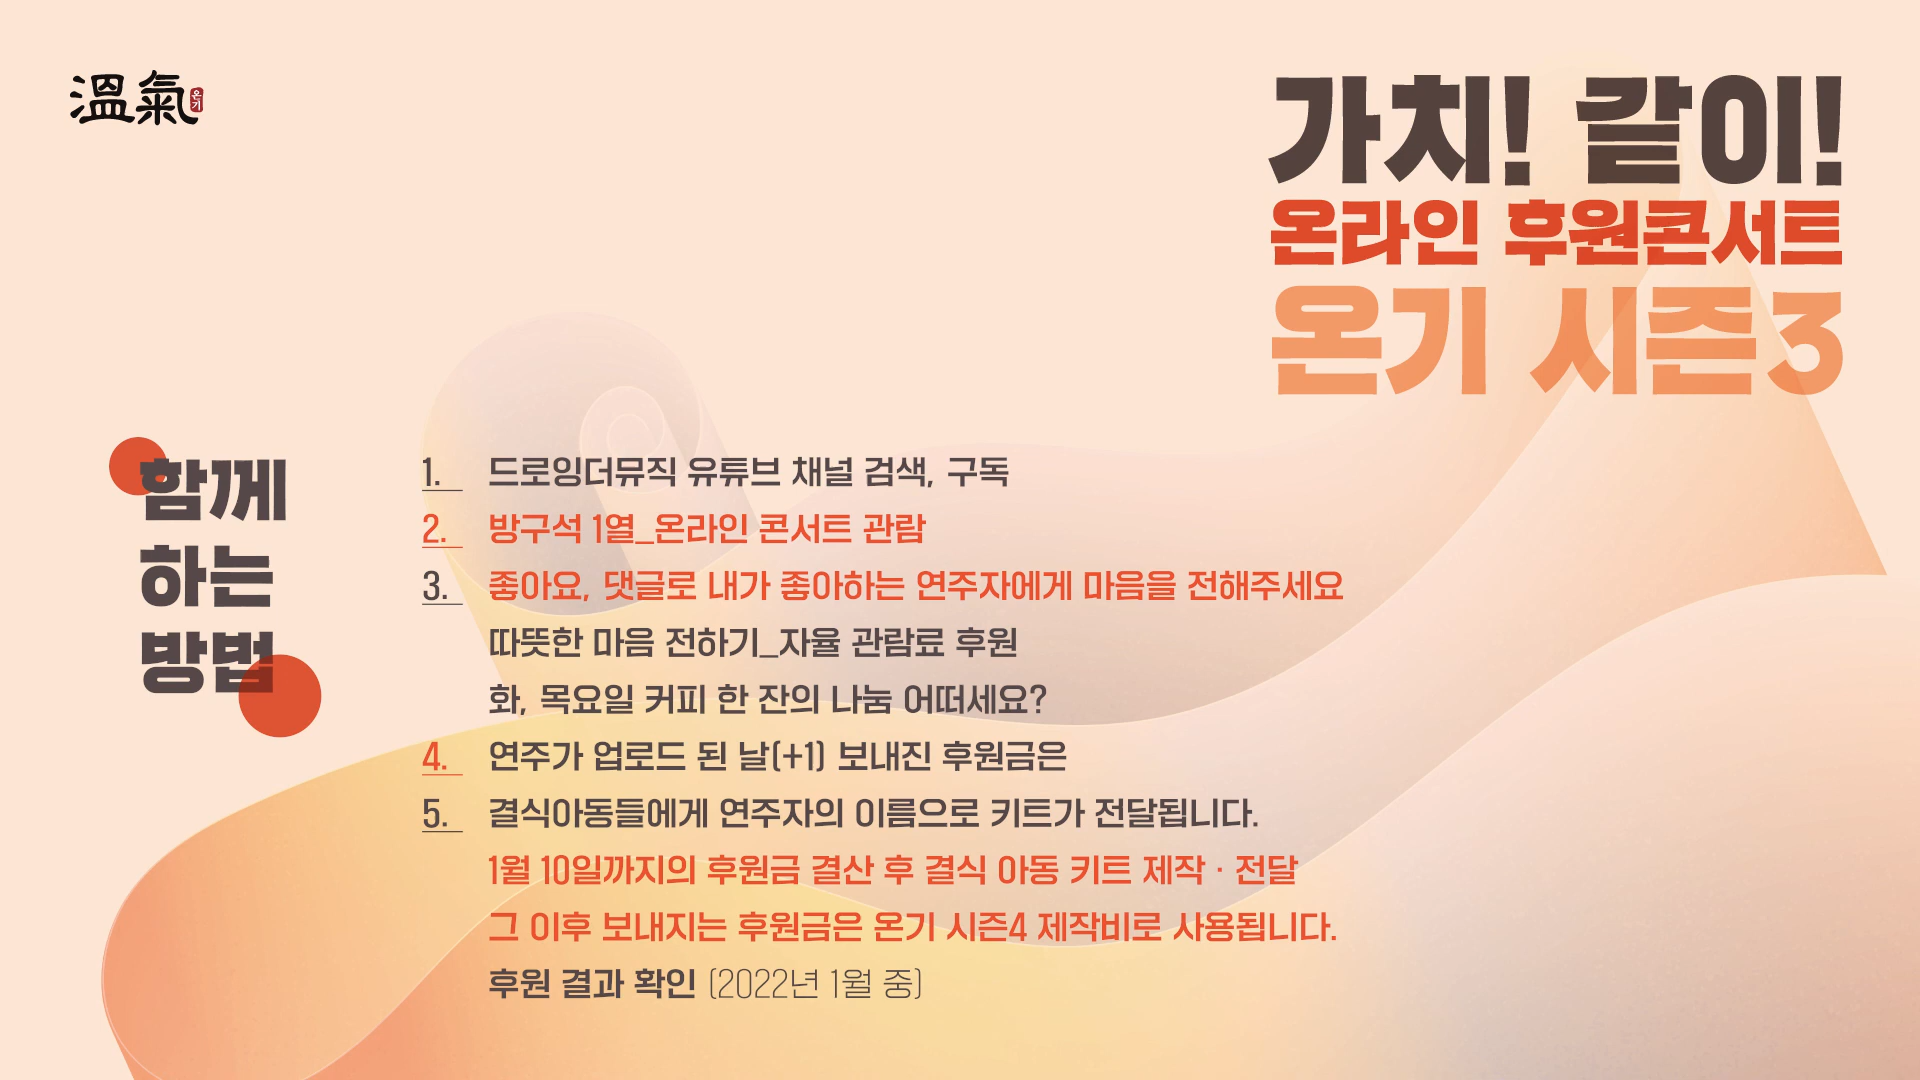 溫氣 온기
가치! 같이!
온라인 후원콘서트
온기 시즌3
함께
하는
방법
1. 드로잉더뮤직 유튜브 채널 검색, 구독
2. 방구석 1열_온라인 콘서트 관람
3. 좋아요, 댓글로 내가 좋아하는 연주자에게 마음을 전해주세요
따뜻한 마음 전하기_자율 관람료 후원
화, 목요일 커피 한 잔의 나눔 어떠세요?
4. 연주가 업로드 된 날(+1) 보내진 후원금은
5. 결식아동들에게 연주자의 이름으로 키트가 전달됩니다.
1월 10일까지의 후원금 결산 후 결식 아동 키트 제작 · 전달
그 이후 보내지는 후원금은 온기 시즌4 제작비로 사용됩니다.
후원 결과 확인 (2022년 1월 중)